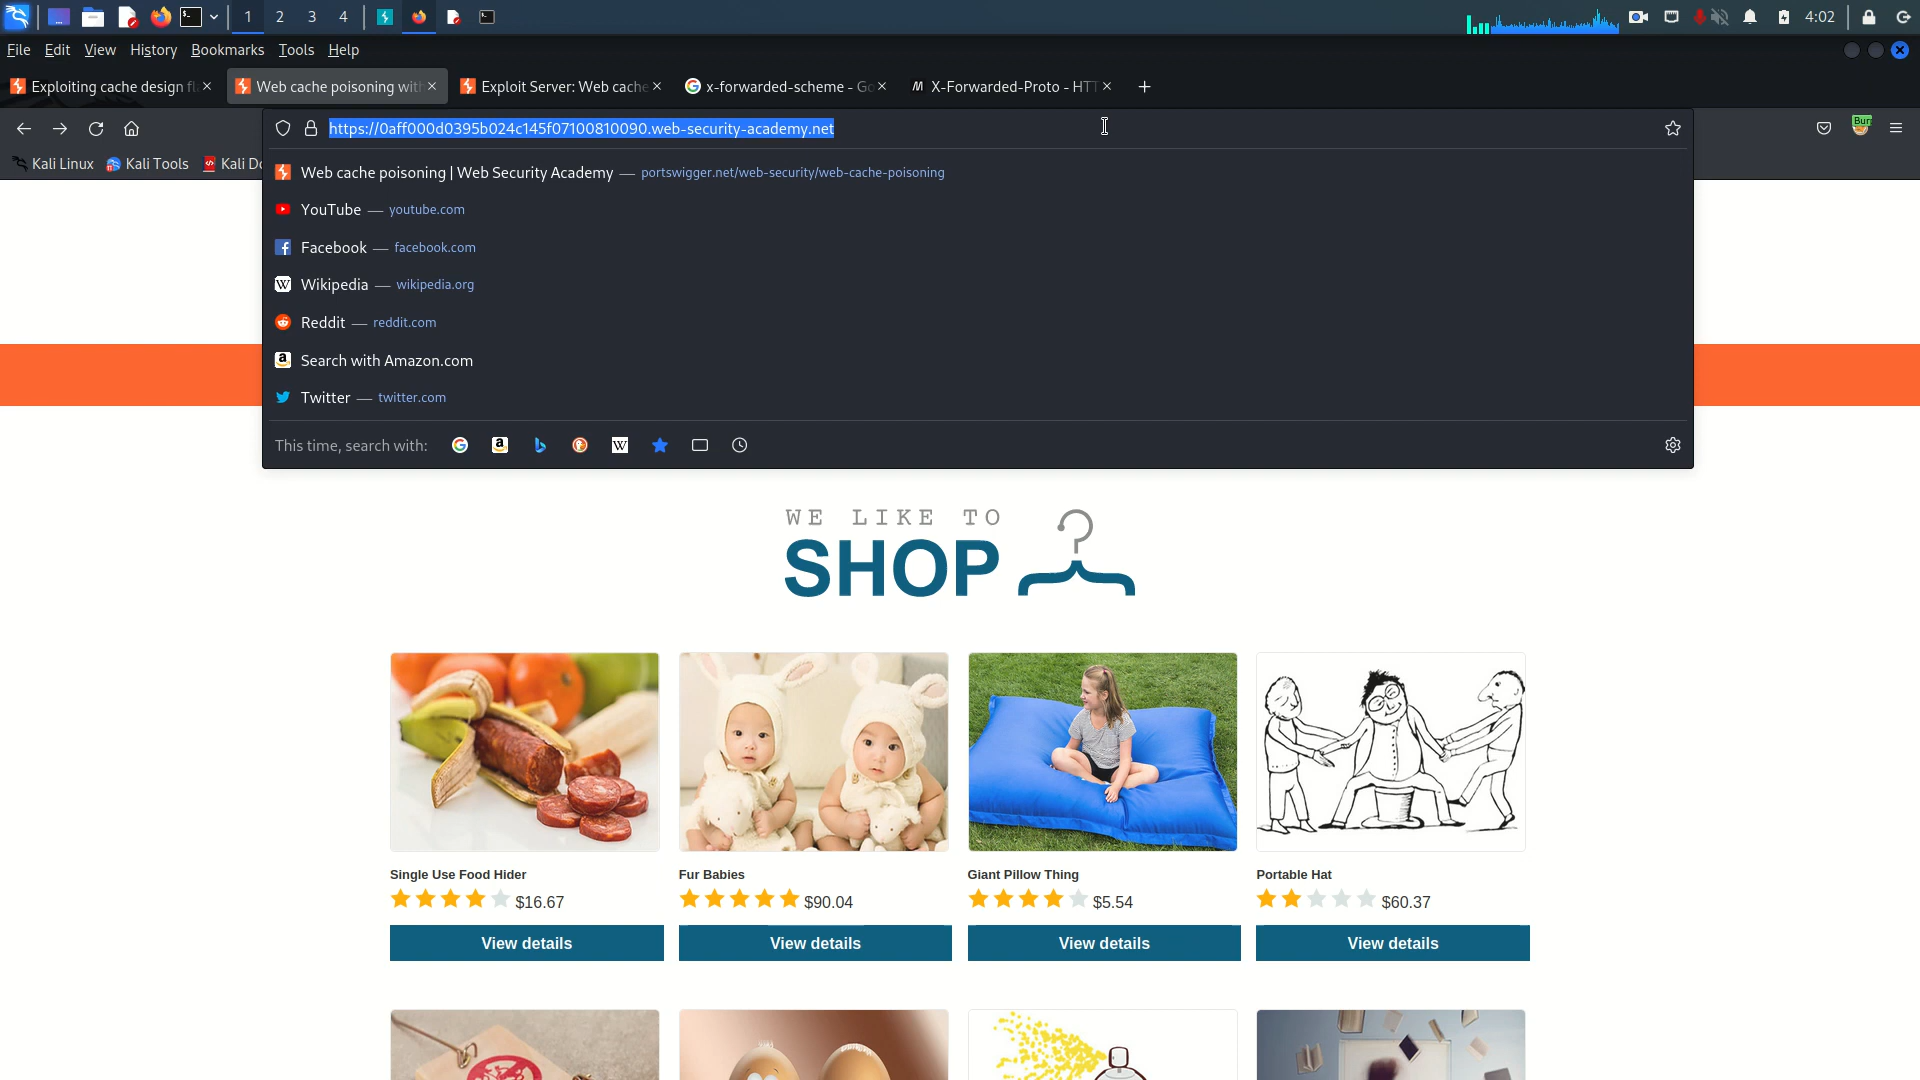 1 2 3 4 4:02
File Edit View History Bookmarks Tools Help
Exploiting cache design fl
Web cache poisoning wit
Exploit Server: Web cache
x-forwarded-scheme - Go
X-Forwarded-Proto - HTT
https://0aff000d0395b024c145f07100810090.web-security-academy.net
Burp
Kali Linux Kali Tools Kali Do
Web cache poisoning | Web Security Academy — portswigger.net/web-security/web-cache-poisoning
YouTube — youtube.com
Facebook — facebook.com
Wikipedia — wikipedia.org
Reddit — reddit.com
Search with Amazon.com
Twitter — twitter.com
This time, search with:
WE LIKE TO
SHOP
Single Use Food Hider
$16.67
View details
Fur Babies
$90.04
View details
Giant Pillow Thing
$5.54
View details
Portable Hat
$60.37
View details